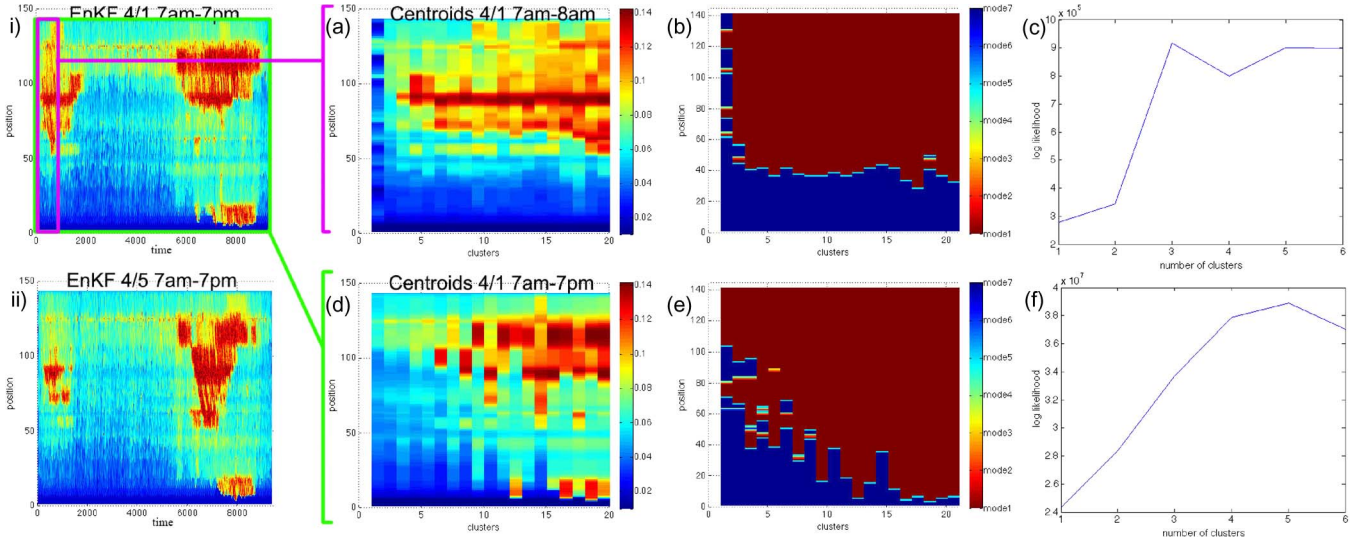 i)
EnKF 4/1 7am-7pm
150
100
50
0
position
0
2000
4000
6000
8000
time
(a)
Centroids 4/1 7am-8am
150
100
50
0
position
5
10
15
20
clusters
0.14
0.12
0.1
0.08
0.06
0.04
0.02
(b)
140
120
100
80
60
40
20
0
position
0
5
10
15
20
clusters
mode7
mode6
mode5
mode4
mode3
mode2
mode1
(c)
x 10^5
10
9
8
7
6
5
4
3
2
log likelihood
1
2
3
4
5
6
number of clusters
ii)
EnKF 4/5 7am-7pm
150
100
50
0
position
0
2000
4000
6000
8000
time
(d)
Centroids 4/1 7am-7pm
150
100
50
0
position
5
10
15
20
clusters
0.14
0.12
0.1
0.08
0.06
0.04
0.02
(e)
140
120
100
80
60
40
20
0
position
0
5
10
15
20
clusters
mode7
mode6
mode5
mode4
mode3
mode2
mode1
(f)
x 10^7
4
3.8
3.6
3.4
3.2
3
2.8
2.6
2.4
log likelihood
1
2
3
4
5
6
number of clusters